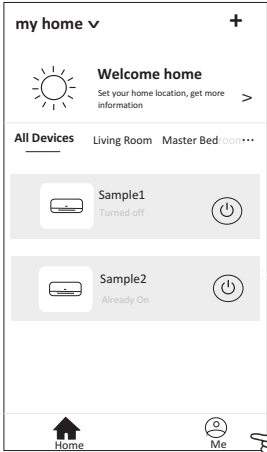 my home
Welcome home
Set your home location, get more
information
All Devices Living Room Master Bedroom...
Sample1
Turned off
Sample2
Already On
Home Me